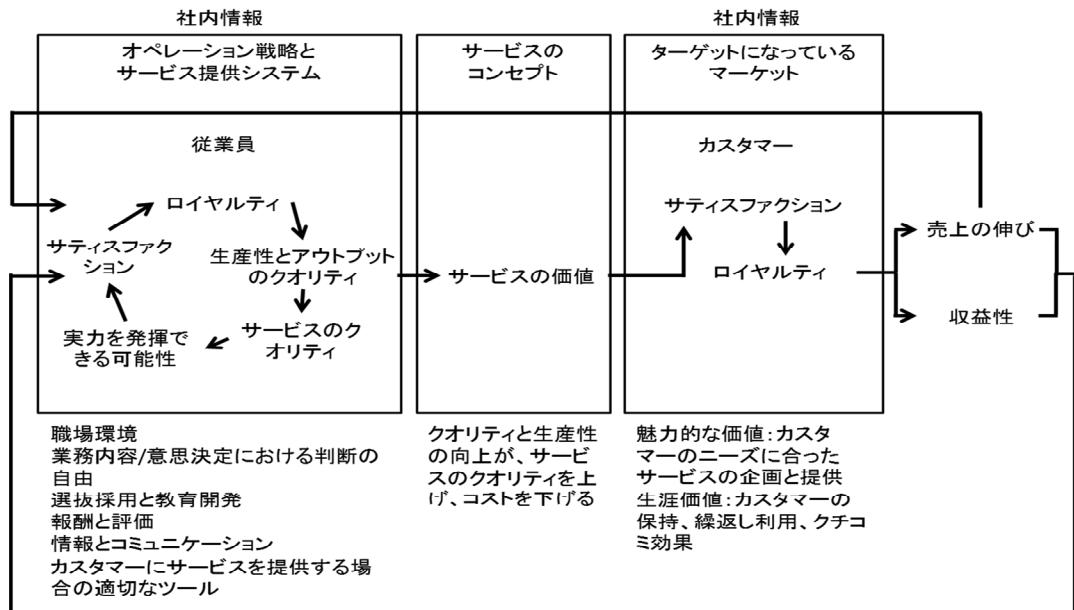 社内情報
社内情報
オペレーション戦略と
サービス提供システム
サービスの
コンセプト
ターゲットになっている
マーケット
従業員
カスタマー
ロイヤルティ
サティスファク
ション
生産性とアウトプット
のクオリティ
サービスのク
オリティ
実力を発揮で
きる可能性
サービスの価値
サティスファクション
ロイヤルティ
売上の伸び
収益性
職場環境
業務内容/意思決定における判断の
自由
選抜採用と教育開発
報酬と評価
情報とコミュニケーション
カスタマーにサービスを提供する場
合の適切なツール
クオリティと生産性
の向上が、サービ
スのクオリティを上
げ、コストを下げる
魅力的な価値:カスタ
マーのニーズに合った
サービスの企画と提供
生涯価値:カスタマーの
保持、繰返し利用、クチコ
ミ効果